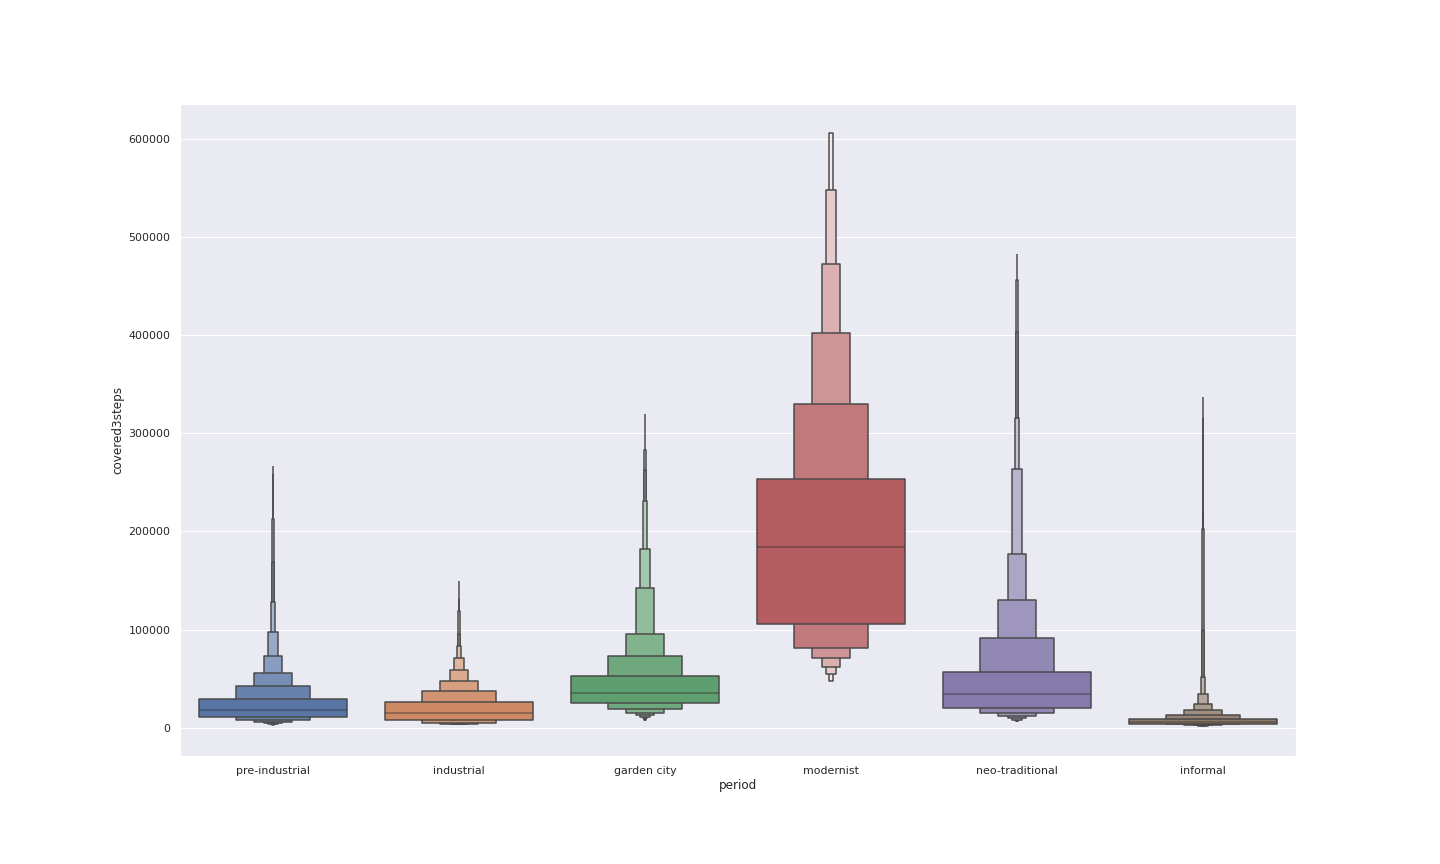 600000
500000
400000
300000
200000
100000
0
covered3steps
pre-industrial
industrial
garden city
modernist
neo-traditional
informal
period